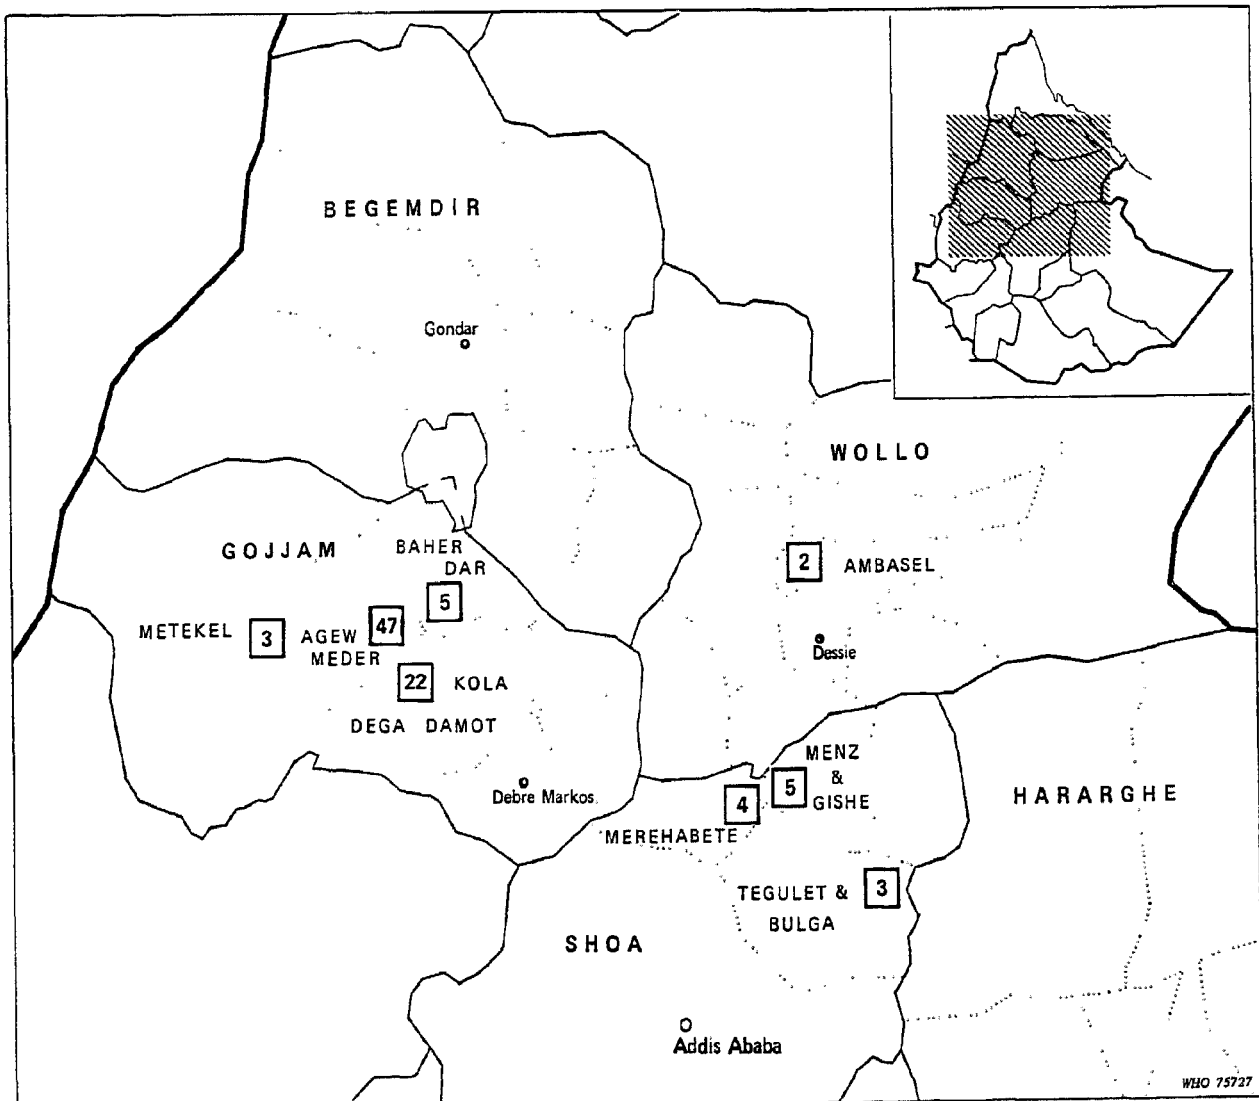 BEGEMDIR
Gondar
WOLLO
GOJJAM
BAHER
DAR
5
2
AMBASEL
METEKEL
3
AGEW
MEDER
47
Dessie
22
KOLA
DEGA DAMOT
MENZ
&
GISHE
5
Debre Markos
4
MEREHABETE
HARARGHE
TEGULET &
BULGA
3
SHOA
Addis Ababa
WHO 75727